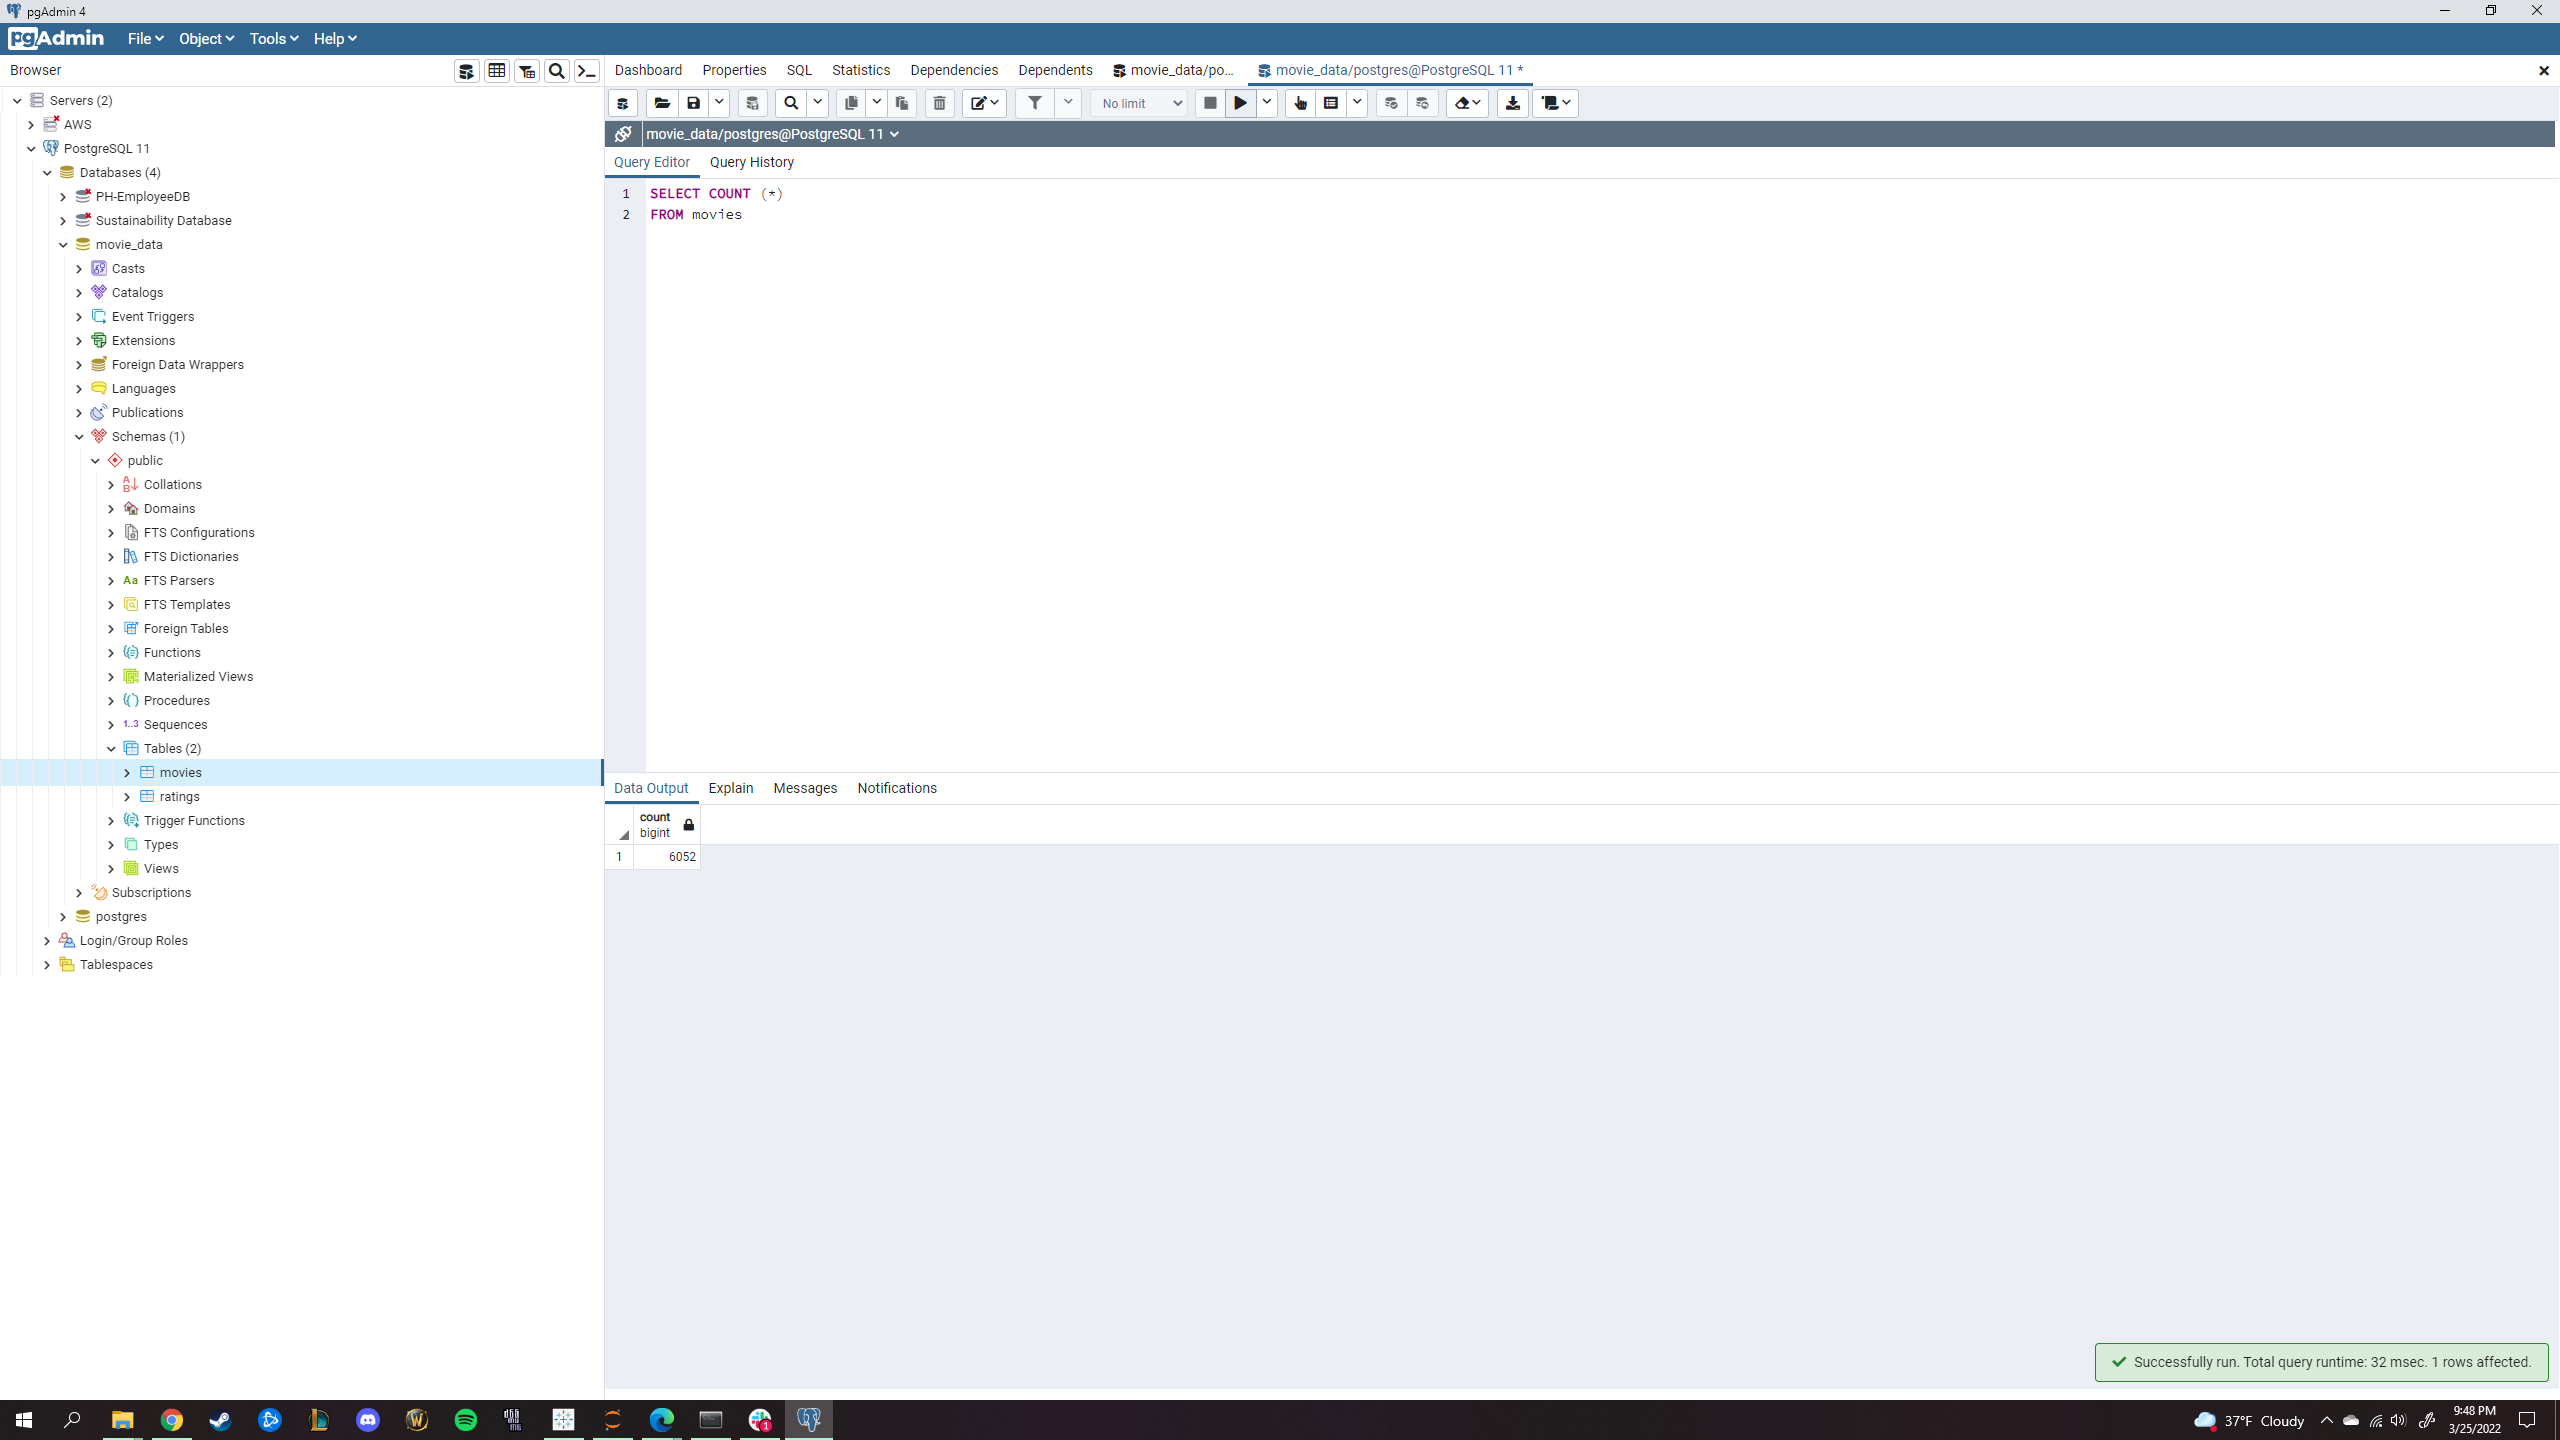 pgAdmin 4
pgAdmin File Object Tools Help
Browser
Dashboard Properties SQL Statistics Dependencies Dependents movie_data/po... movie_data/postgres@PostgreSQL 11 *
No limit
movie_data/postgres@PostgreSQL 11
Query Editor Query History
1 SELECT COUNT (*)
2 FROM movies
Servers (2)
AWS
PostgreSQL 11
Databases (4)
PH-EmployeeDB
Sustainability Database
movie_data
Casts
Catalogs
Event Triggers
Extensions
Foreign Data Wrappers
Languages
Publications
Schemas (1)
public
Collations
Domains
FTS Configurations
FTS Dictionaries
Aa FTS Parsers
FTS Templates
Foreign Tables
Functions
Materialized Views
Procedures
1..3 Sequences
Tables (2)
movies
ratings
Trigger Functions
Types
Views
Subscriptions
postgres
Login/Group Roles
Tablespaces
Data Output Explain Messages Notifications
count
bigint
1 6052
Successfully run. Total query runtime: 32 msec. 1 rows affected.
37°F Cloudy
9:48 PM
3/25/2022